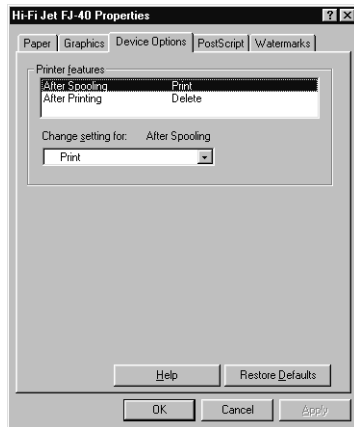 Hi-Fi Jet FJ-40 Properties
Paper Graphics Device Options PostScript Watermarks
Printer features
After Spooling Print
After Printing Delete
Change setting for: After Spooling
Print
Help Restore Defaults
OK Cancel Apply